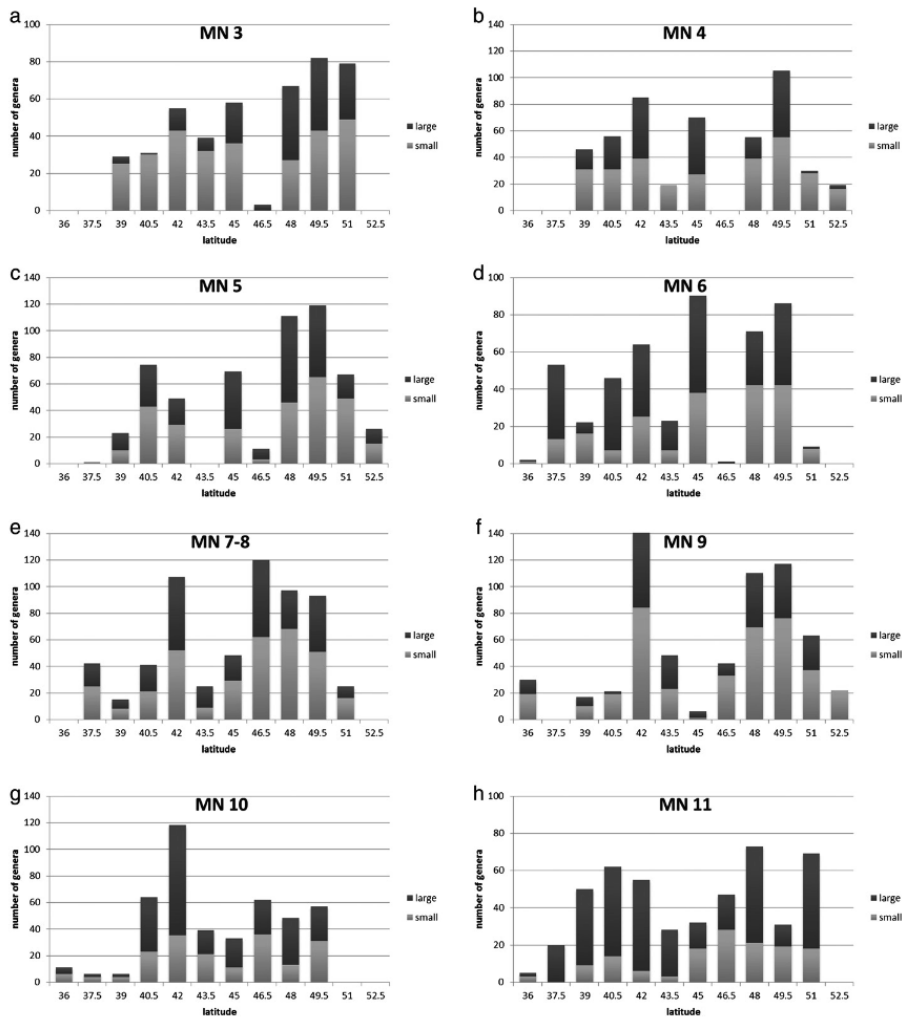 a
MN 3
number of genera
100
80
60
40
20
0
36 37.5 39 40.5 42 43.5 45 46.5 48 49.5 51 52.5
latitude
large
small
b
MN 4
number of genera
140
120
100
80
60
40
20
0
36 37.5 39 40.5 42 43.5 45 46.5 48 49.5 51 52.5
latitude
large
small
c
MN 5
number of genera
140
120
100
80
60
40
20
0
36 37.5 39 40.5 42 43.5 45 46.5 48 49.5 51 52.5
latitude
large
small
d
MN 6
number of genera
100
80
60
40
20
0
36 37.5 39 40.5 42 43.5 45 46.5 48 49.5 51 52.5
latitude
large
small
e
MN 7-8
number of genera
140
120
100
80
60
40
20
0
36 37.5 39 40.5 42 43.5 45 46.5 48 49.5 51 52.5
latitude
large
small
f
MN 9
number of genera
140
120
100
80
60
40
20
0
36 37.5 39 40.5 42 43.5 45 46.5 48 49.5 51 52.5
latitude
large
small
g
MN 10
number of genera
140
120
100
80
60
40
20
0
36 37.5 39 40.5 42 43.5 45 46.5 48 49.5 51 52.5
latitude
large
small
h
MN 11
number of genera
100
80
60
40
20
0
36 37.5 39 40.5 42 43.5 45 46.5 48 49.5 51 52.5
latitude
large
small